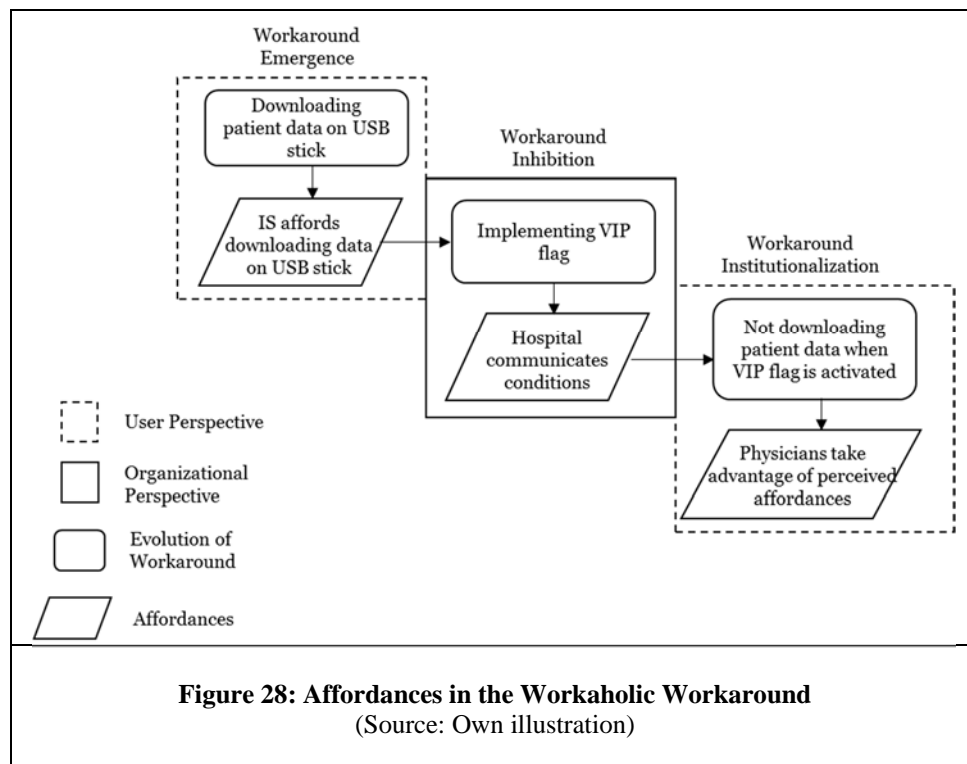 Workaround
Emergence
Downloading
patient data on USB
stick
IS affords
downloading data
on USB stick
Workaround
Inhibition
Implementing VIP
flag
Hospital
communicates
conditions
Workaround
Institutionalization
Not downloading
patient data when
VIP flag is activated
Physicians take
advantage of perceived
affordances
User Perspective
Organizational
Perspective
Evolution of
Workaround
Affordances
Figure 28: Affordances in the Workaholic Workaround
(Source: Own illustration)